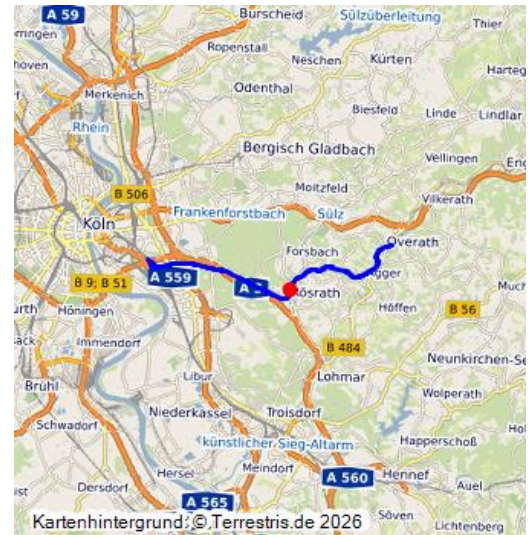 A 59
Burscheid
Sülzüberleitung
Thier
Ropenstall
Neschen
Kürten
Harteg
Merkenich
Odenthal
Biesfeld
Linde
Lindlar
Rhein
Bergisch Gladbach
Vellingen
Eng
B 506
Moitzfeld
Vilkerath
Köln
Frankenforstbach
Sülz
Forsbach
Overath
A 559
B 9; B 51
Rösrath
Much
Höningen
Höffen
B 56
Immendorf
B 484
Neunkirchen-Se
Brühl
Libur
Lohmar
Wolperath
Niederkassel
Troisdorf
Schwadorf
Happerschoß
künstlicher Sieg-Altarm
Hersel
Meindorf
A 560
Hennef
Auel
Dersdorf
A 565
Söven
Lichtenberg
Kartenhintergrund: © Terrestris.de 2026